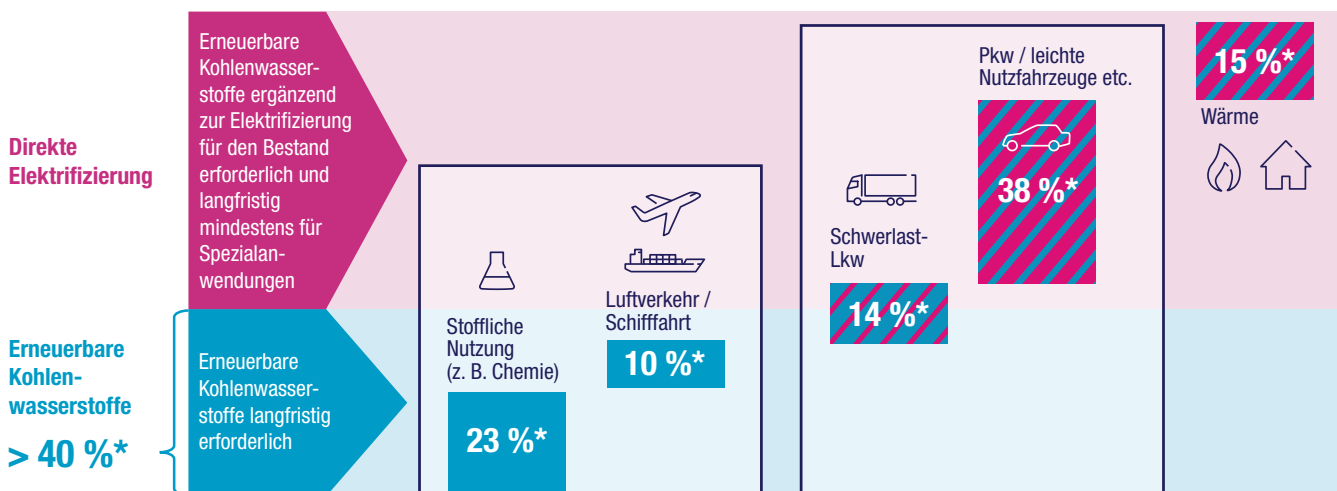 Direkte
Elektrifizierung
Erneuerbare
Kohlenwasser-
stoffe ergänzend
zur Elektrifizierung
für den Bestand
erforderlich und
langfristig
mindestens für
Spezialan-
wendungen
Erneuerbare
Kohlen-
wasserstoffe
> 40 %*
Erneuerbare
Kohlenwasser-
stoffe langfristig
erforderlich
Stoffliche
Nutzung
(z. B. Chemie)
23 %*
Luftverkehr /
Schifffahrt
10 %*
Schwerlast-
Lkw
14 %*
Pkw / leichte
Nutzfahrzeuge etc.
38 %*
15 %*
Wärme